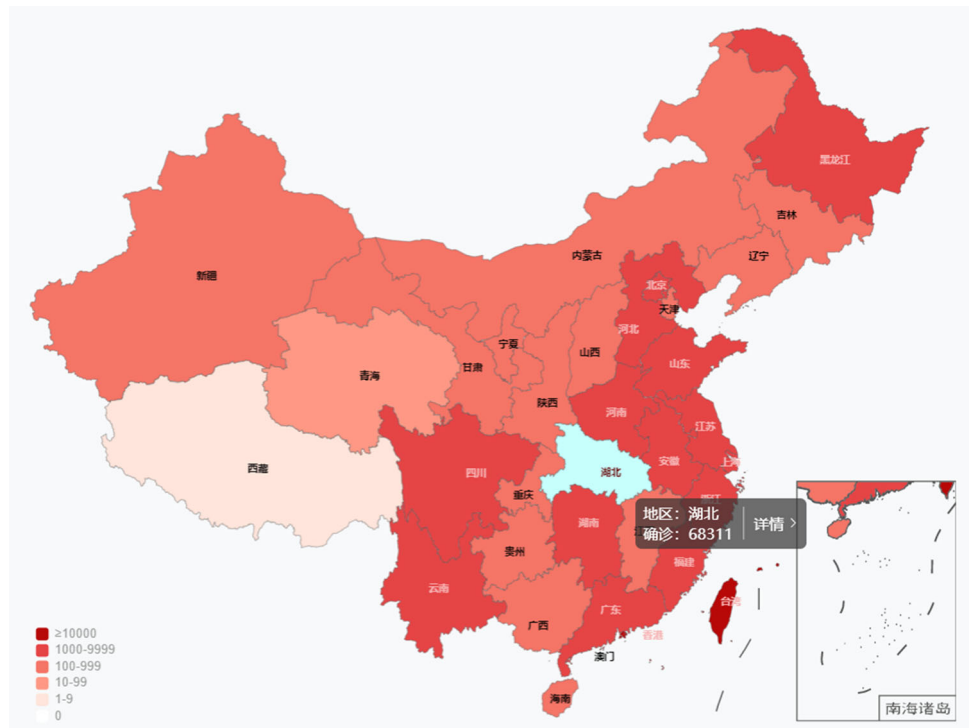 黑龙江
吉林
辽宁
内蒙古
新疆
北京
天津
河北
宁夏
山西
山东
青海
甘肃
陕西
河南
江苏
安徽
上海
西藏
四川
湖北
重庆
浙江
地区：湖北
确诊：68311
详情
湖南
贵州
福建
云南
台湾
广东
广西
香港
澳门
海南
≥10000
1000-9999
100-999
10-99
1-9
0
南海诸岛